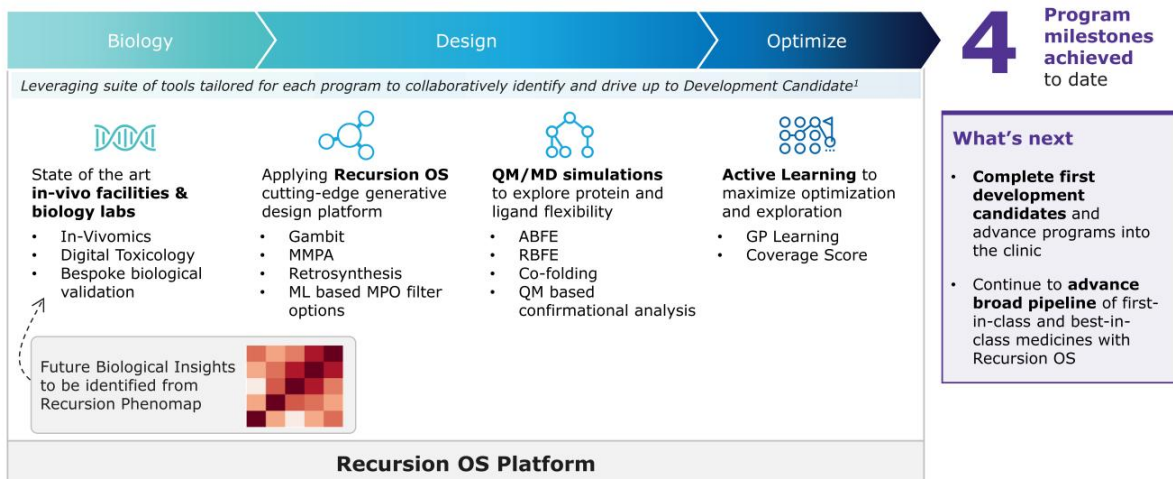 Biology
Design
Optimize
Leveraging suite of tools tailored for each program to collaboratively identify and drive up to Development Candidate1
State of the art
in-vivo facilities &
biology labs
• In-Vivomics
• Digital Toxicology
• Bespoke biological
validation
Applying Recursion OS
cutting-edge generative
design platform
• Gambit
• MMPA
• Retrosynthesis
• ML based MPO filter
options
QM/MD simulations
to explore protein and
ligand flexibility
• ABFE
• RBFE
• Co-folding
• QM based
confirmational analysis
Active Learning to
maximize optimization
and exploration
• GP Learning
• Coverage Score
Future Biological Insights
to be identified from
Recursion Phenomap
Recursion OS Platform
4
Program
milestones
achieved
to date
What's next
• Complete first
development
candidates and
advance programs into
the clinic
• Continue to advance
broad pipeline of first-
in-class and best-in-
class medicines with
Recursion OS